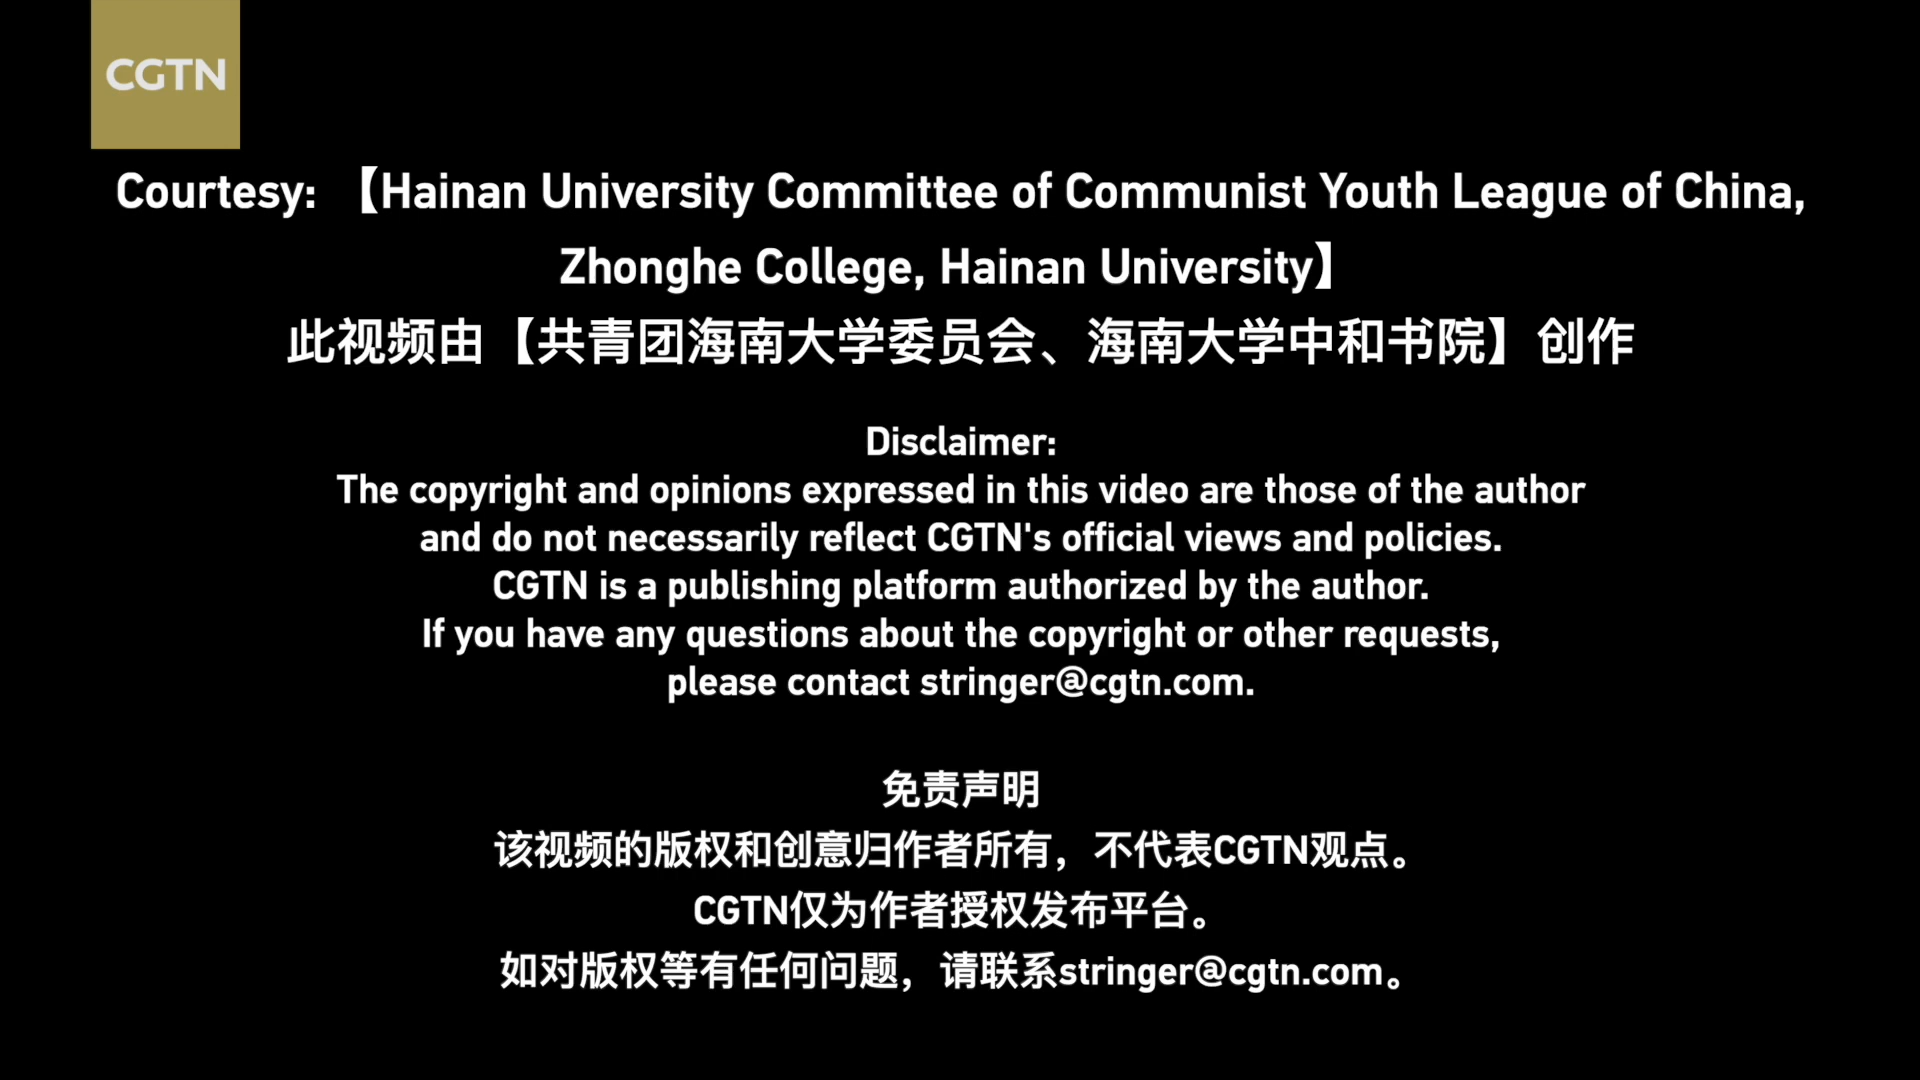 CGTN
Courtesy: 【Hainan University Committee of Communist Youth League of China,
Zhonghe College, Hainan University】
此视频由【共青团海南大学委员会、海南大学中和书院】创作
Disclaimer:
The copyright and opinions expressed in this video are those of the author
and do not necessarily reflect CGTN's official views and policies.
CGTN is a publishing platform authorized by the author.
If you have any questions about the copyright or other requests,
please contact stringer@cgtn.com.
免责声明
该视频的版权和创意归作者所有，不代表CGTN观点。
CGTN仅为作者授权发布平台。
如对版权等有任何问题，请联系stringer@cgtn.com。